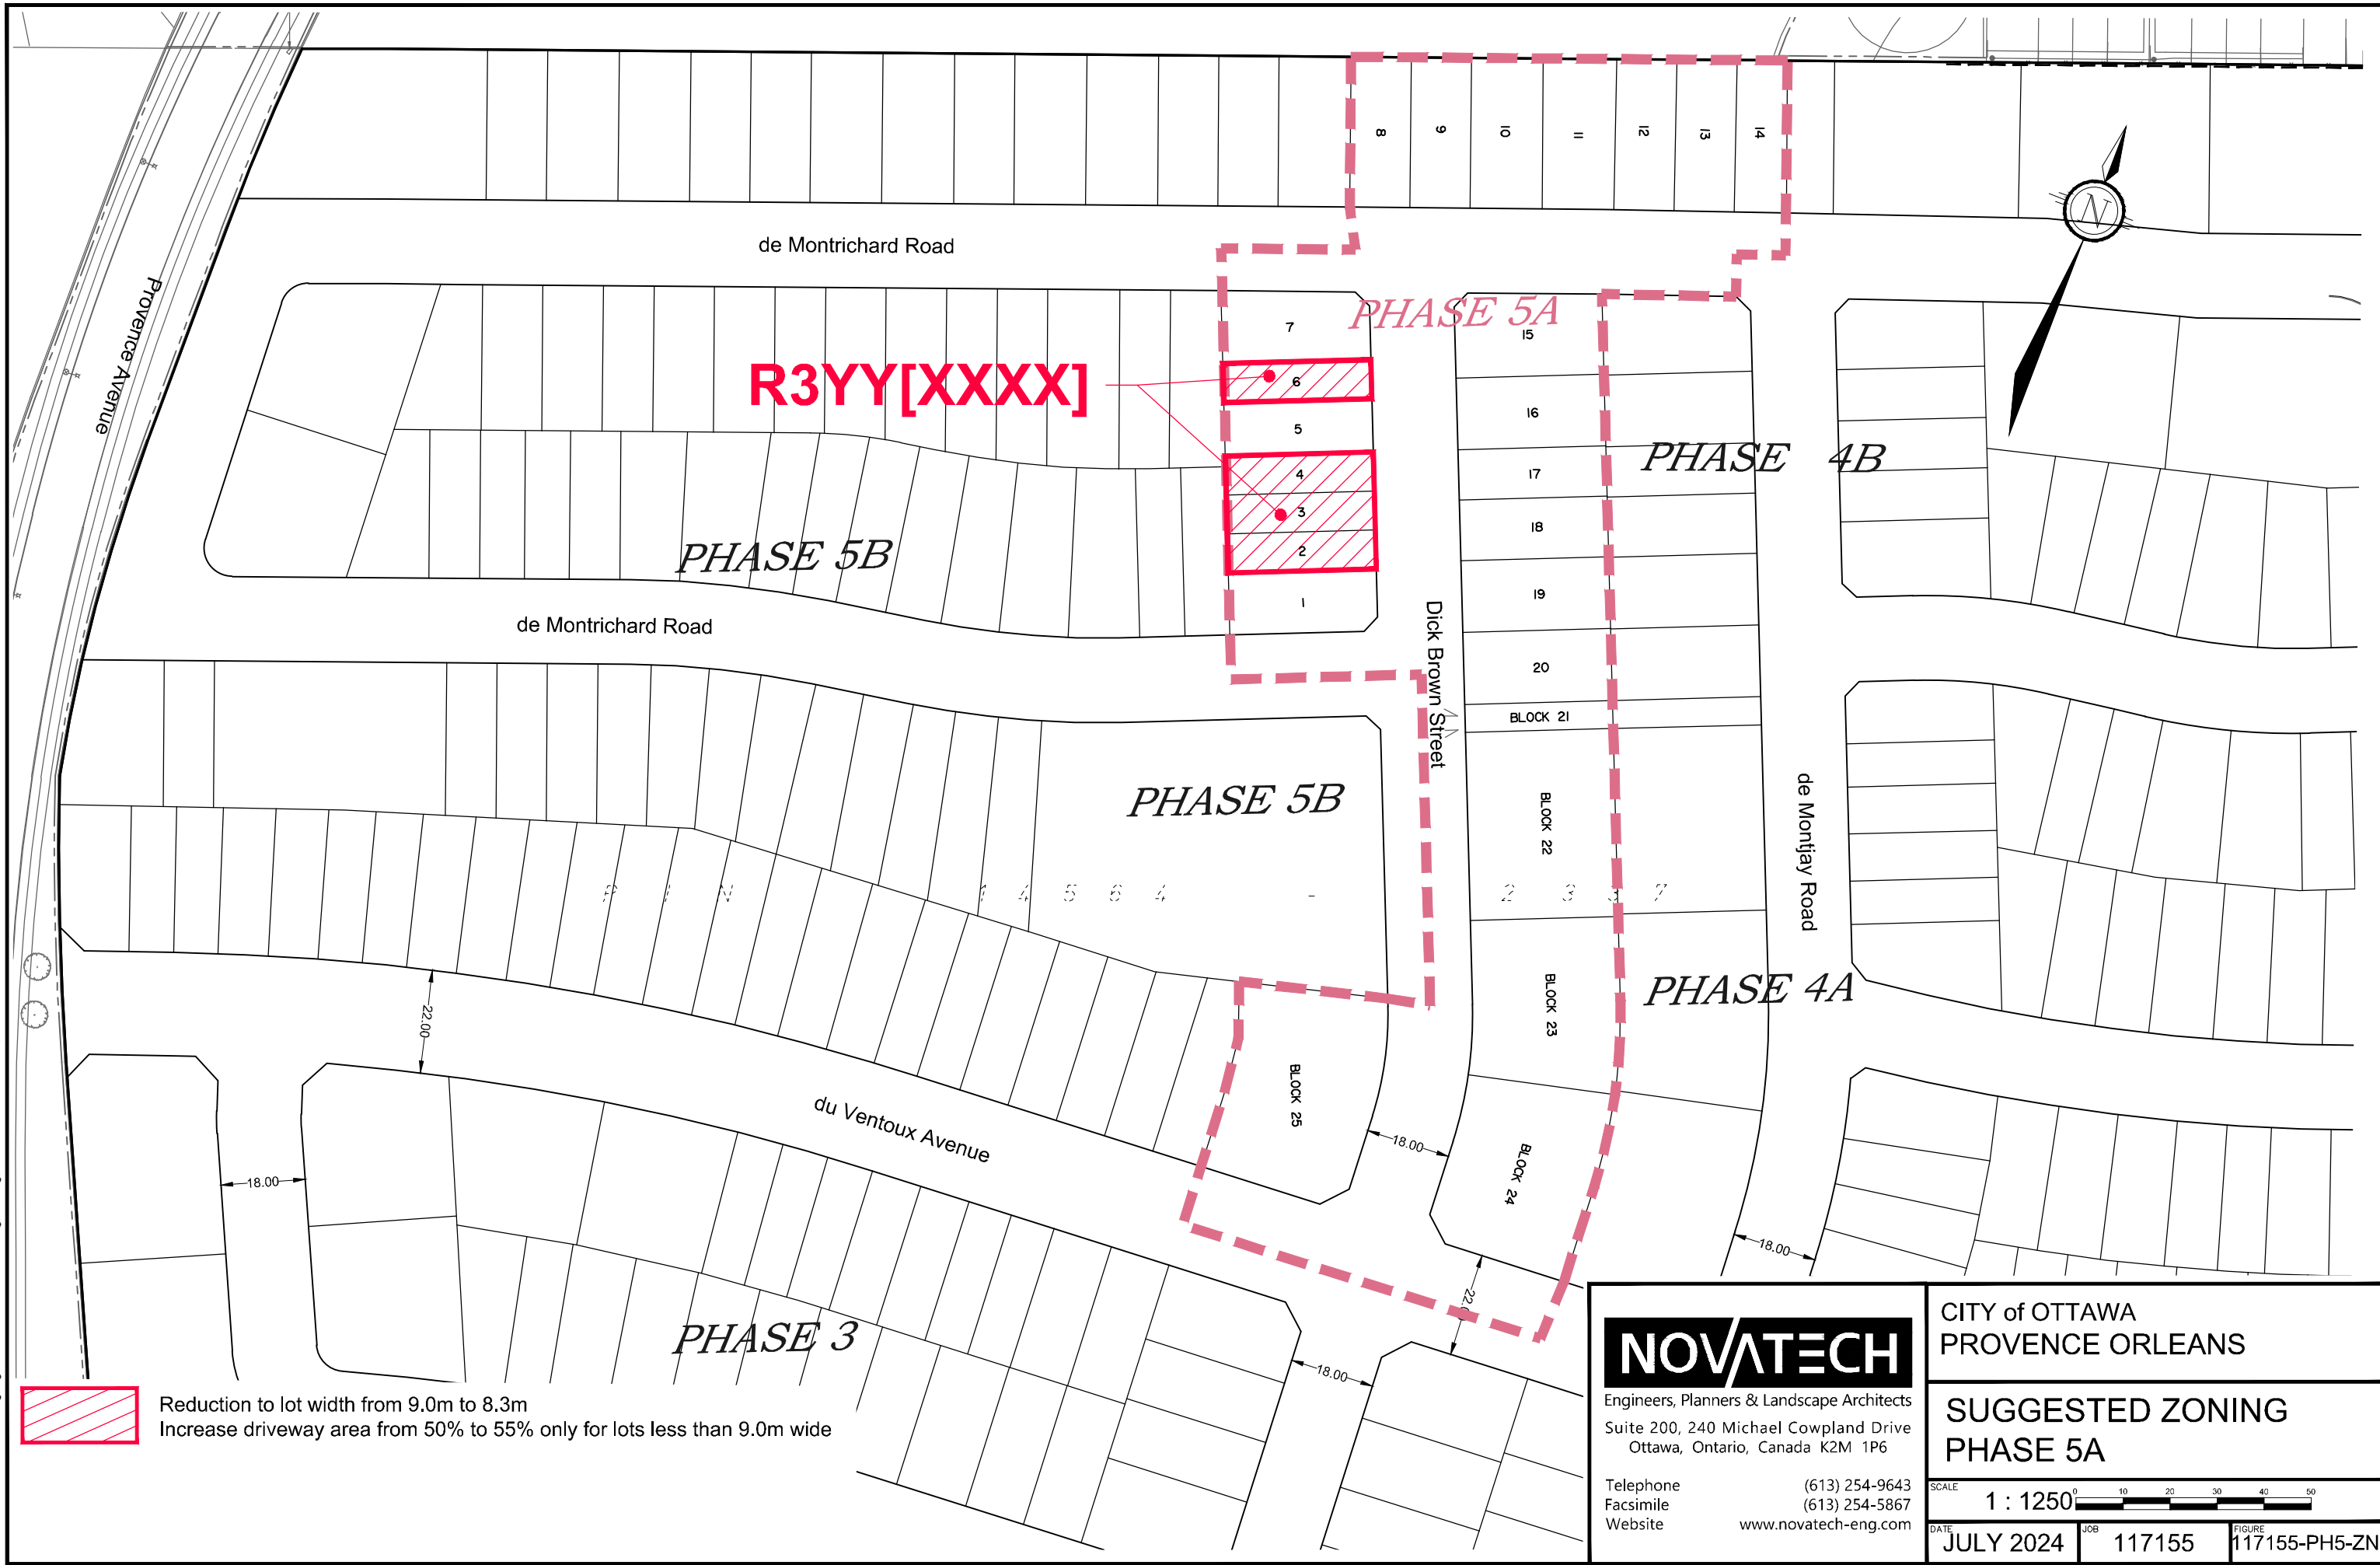 8
9
10
11
12
13
14
de Montrichard Road
Provence Avenue
N
PHASE 5A
7
15
R3YY[XXXX]
6
5
16
4
17
PHASE 4B
3
18
2
PHASE 5B
1
19
de Montrichard Road
Dick Brown Street
20
BLOCK 21
PHASE 5B
BLOCK 22
de Montjay Road
P I N 14564 - 2337
BLOCK 23
PHASE 4A
22.00
BLOCK 25
du Ventoux Avenue
18.00
BLOCK 24
18.00
18.00
22.0
PHASE 3
18.00
Reduction to lot width from 9.0m to 8.3m
Increase driveway area from 50% to 55% only for lots less than 9.0m wide
NOVATECH
Engineers, Planners & Landscape Architects
Suite 200, 240 Michael Cowpland Drive
Ottawa, Ontario, Canada K2M 1P6
Telephone (613) 254-9643
Facsimile (613) 254-5867
Website www.novatech-eng.com
CITY of OTTAWA
PROVENCE ORLEANS
SUGGESTED ZONING
PHASE 5A
SCALE
1 : 1250
0 10 20 30 40 50
DATE
JULY 2024
JOB
117155
FIGURE
117155-PH5-ZN